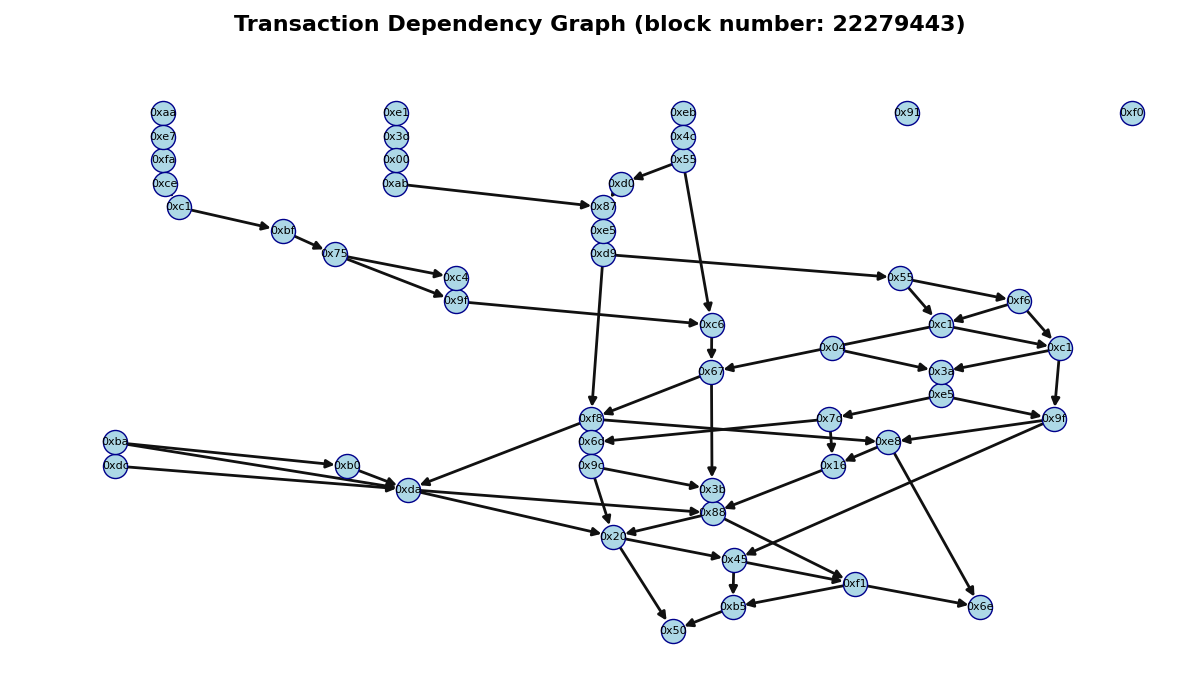 Transaction Dependency Graph (block number: 22279443)
0xaa
0xe1
0xeb
0x91
0xf0
0xe7
0x3d
0x4c
0xfa
0x00
0x55
0xce
0xab
0xd0
0xc1
0x87
0xbf
0xe5
0x75
0xd9
0xc4
0x55
0x9f
0xf6
0xc6
0xc1
0x04
0xc1
0x67
0x3a
0xe5
0xf8
0x7d
0x9f
0xba
0x6d
0xe8
0xdd
0xb0
0x9c
0x16
0xda
0x3b
0x88
0x20
0x45
0xf1
0xb5
0x6e
0x50